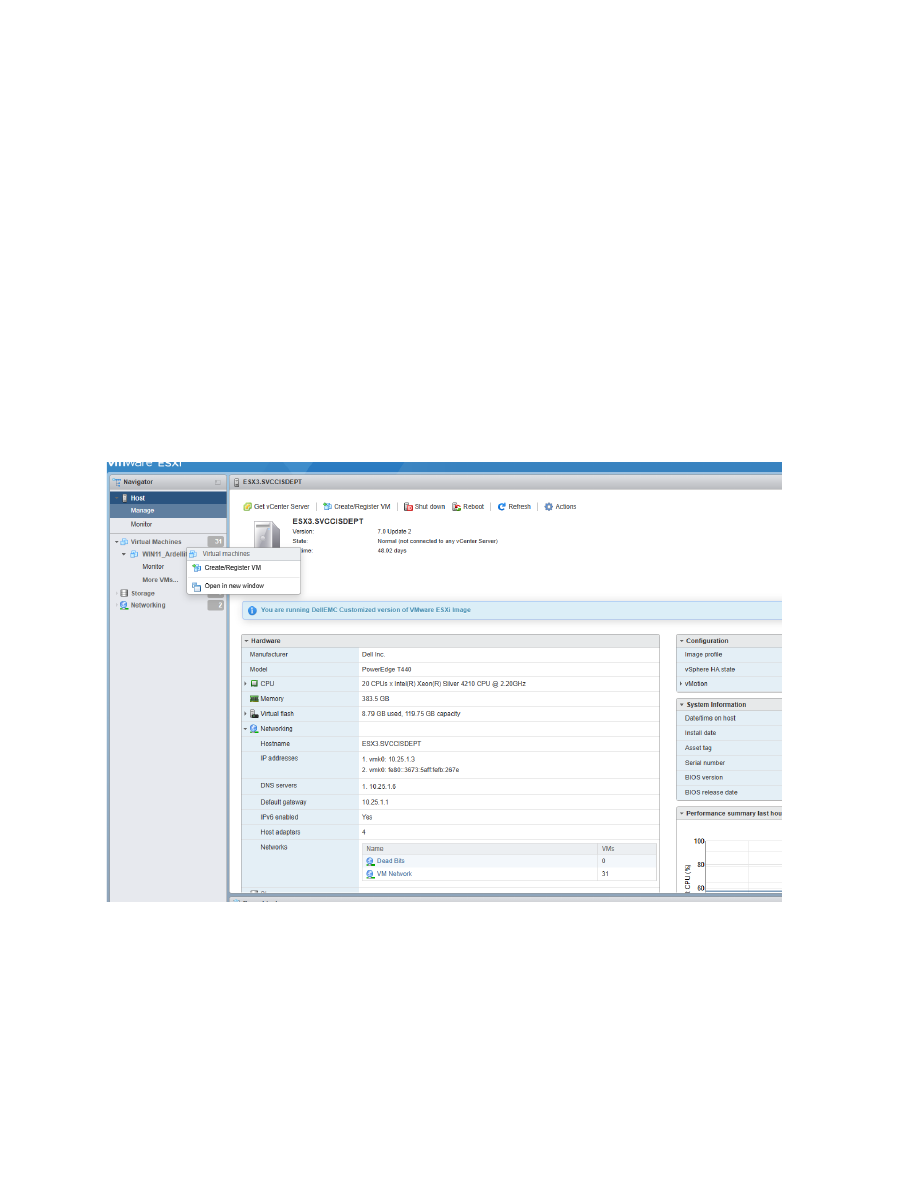 vmware ESXi
Navigator
ESX3.SVCCISDEPT
Host
Manage
Monitor
Virtual Machines 31
WIN11_Ardelli
Monitor
More VMs...
Storage
Networking 2
Virtual machines
Create/Register VM
Open in new window
Get vCenter Server Create/Register VM Shut down Reboot Refresh Actions
ESX3.SVCCISDEPT
Version: 7.0 Update 2
State: Normal (not connected to any vCenter Server)
46.92 days
You are running DellEMC Customized version of VMware ESXi Image
Hardware
Manufacturer Dell Inc.
Model PowerEdge T440
CPU 20 CPUs x Intel(R) Xeon(R) Silver 4210 CPU @ 2.20GHz
Memory 383.5 GB
Virtual flash 8.79 GB used, 119.75 GB capacity
Networking
Hostname ESX3.SVCCISDEPT
IP addresses 1. vmk0: 10.25.1.3
2. vmk0: fe80::3673:5aff:fefb:267e
DNS servers 1. 10.25.1.6
Default gateway 10.25.1.1
IPv6 enabled Yes
Host adapters 4
Networks Name VMs
Dead Bits 0
VM Network 31
Configuration
Image profile
vSphere HA state
vMotion
System Information
Date/time on host
Install date
Asset tag
Serial number
BIOS version
BIOS release date
Performance summary last hou
100
80
60
CPU (%)